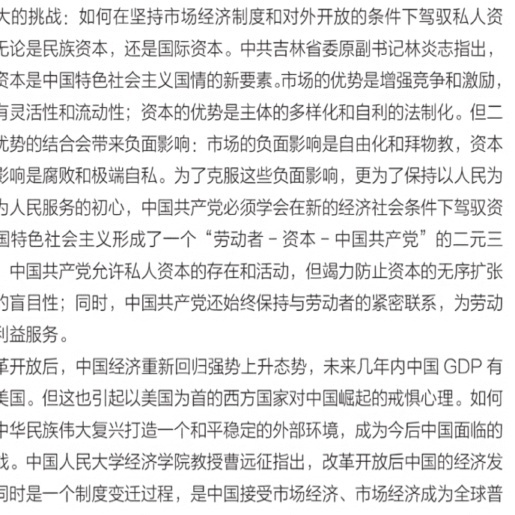 大的挑战：如何在坚持市场经济制度和对外开放的条件下驾驭私人资
无论是民族资本，还是国际资本。中共吉林省委原副书记林炎志指出，
资本是中国特色社会主义国情的新要素。市场的优势是增强竞争和激励，
有灵活性和流动性；资本的优势是主体的多样化和自利的法制化。但二
优势的结合会带来负面影响：市场的负面影响是自由化和拜物教，资本
影响是腐败和极端自私。为了克服这些负面影响，更为了保持以人民为
为人民服务的初心，中国共产党必须学会在新的经济社会条件下驾驭资
国特色社会主义形成了一个“劳动者－资本－中国共产党”的二元三
，中国共产党允许私人资本的存在和活动，但竭力防止资本的无序扩张
的盲目性；同时，中国共产党还始终保持与劳动者的紧密联系，为劳动
利益服务。
革开放后，中国经济重新回归强势上升态势，未来几年内中国 GDP 有
美国。但这也引起以美国为首的西方国家对中国崛起的戒惧心理。如何
中华民族伟大复兴打造一个和平稳定的外部环境，成为今后中国面临的
战。中国人民大学经济学院教授曹远征指出，改革开放后中国的经济发
同时是一个制度变迁过程，是中国接受市场经济、市场经济成为全球普